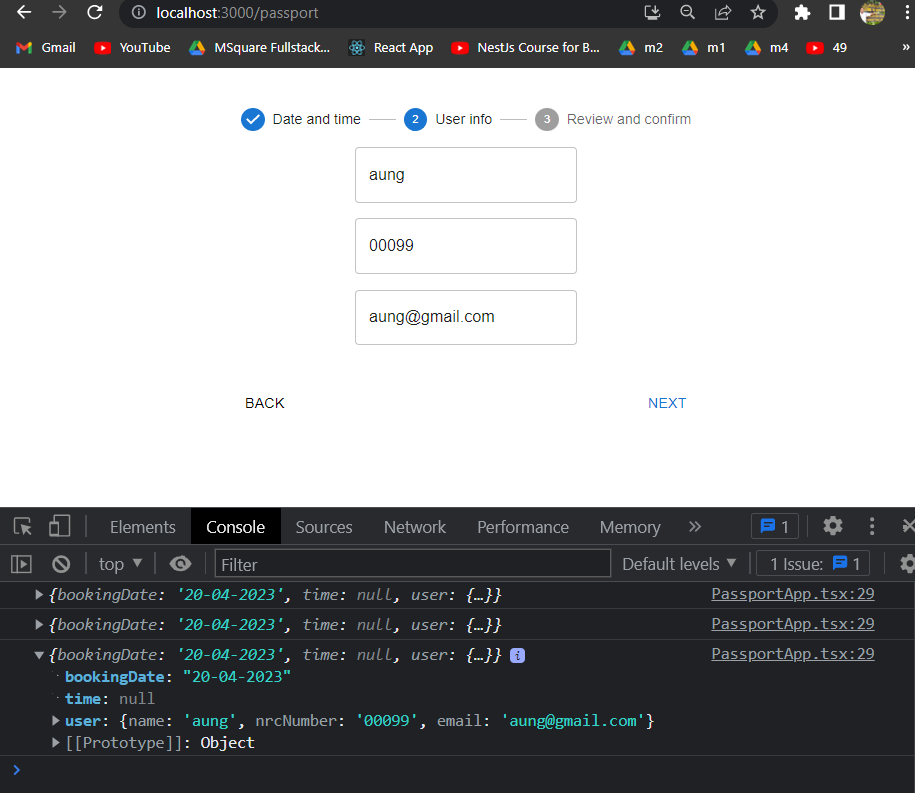 localhost:3000/passport
Gmail YouTube MSquare Fullstack... React App NestJs Course for B... m2 m1 m4 49 »
Date and time 2 User info 3 Review and confirm
aung
00099
aung@gmail.com
BACK NEXT
Elements Console Sources Network Performance Memory » 1
top ▼ Filter Default levels ▼ 1 Issue: 1
▶{bookingDate: '20-04-2023', time: null, user: {…}} PassportApp.tsx:29
▶{bookingDate: '20-04-2023', time: null, user: {…}} PassportApp.tsx:29
▼{bookingDate: '20-04-2023', time: null, user: {…}} i PassportApp.tsx:29
bookingDate: "20-04-2023"
time: null
▶user: {name: 'aung', nrcNumber: '00099', email: 'aung@gmail.com'}
▶[[Prototype]]: Object
>